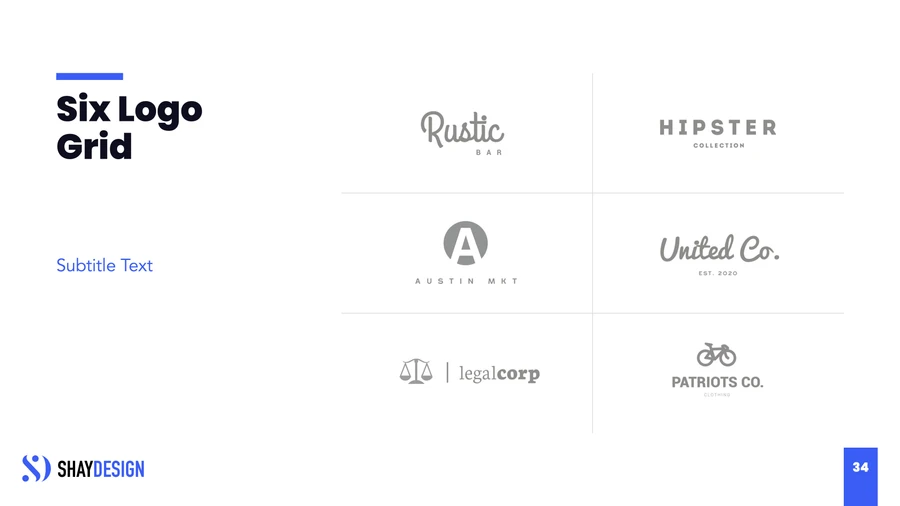 Six Logo
Grid
Subtitle Text
Rustic
BAR
HIPSTER
COLLECTION
A
AUSTIN MKT
United Co.
EST. 2020
legalcorp
PATRIOTS CO.
CLOTHING
SHAYDESIGN
34